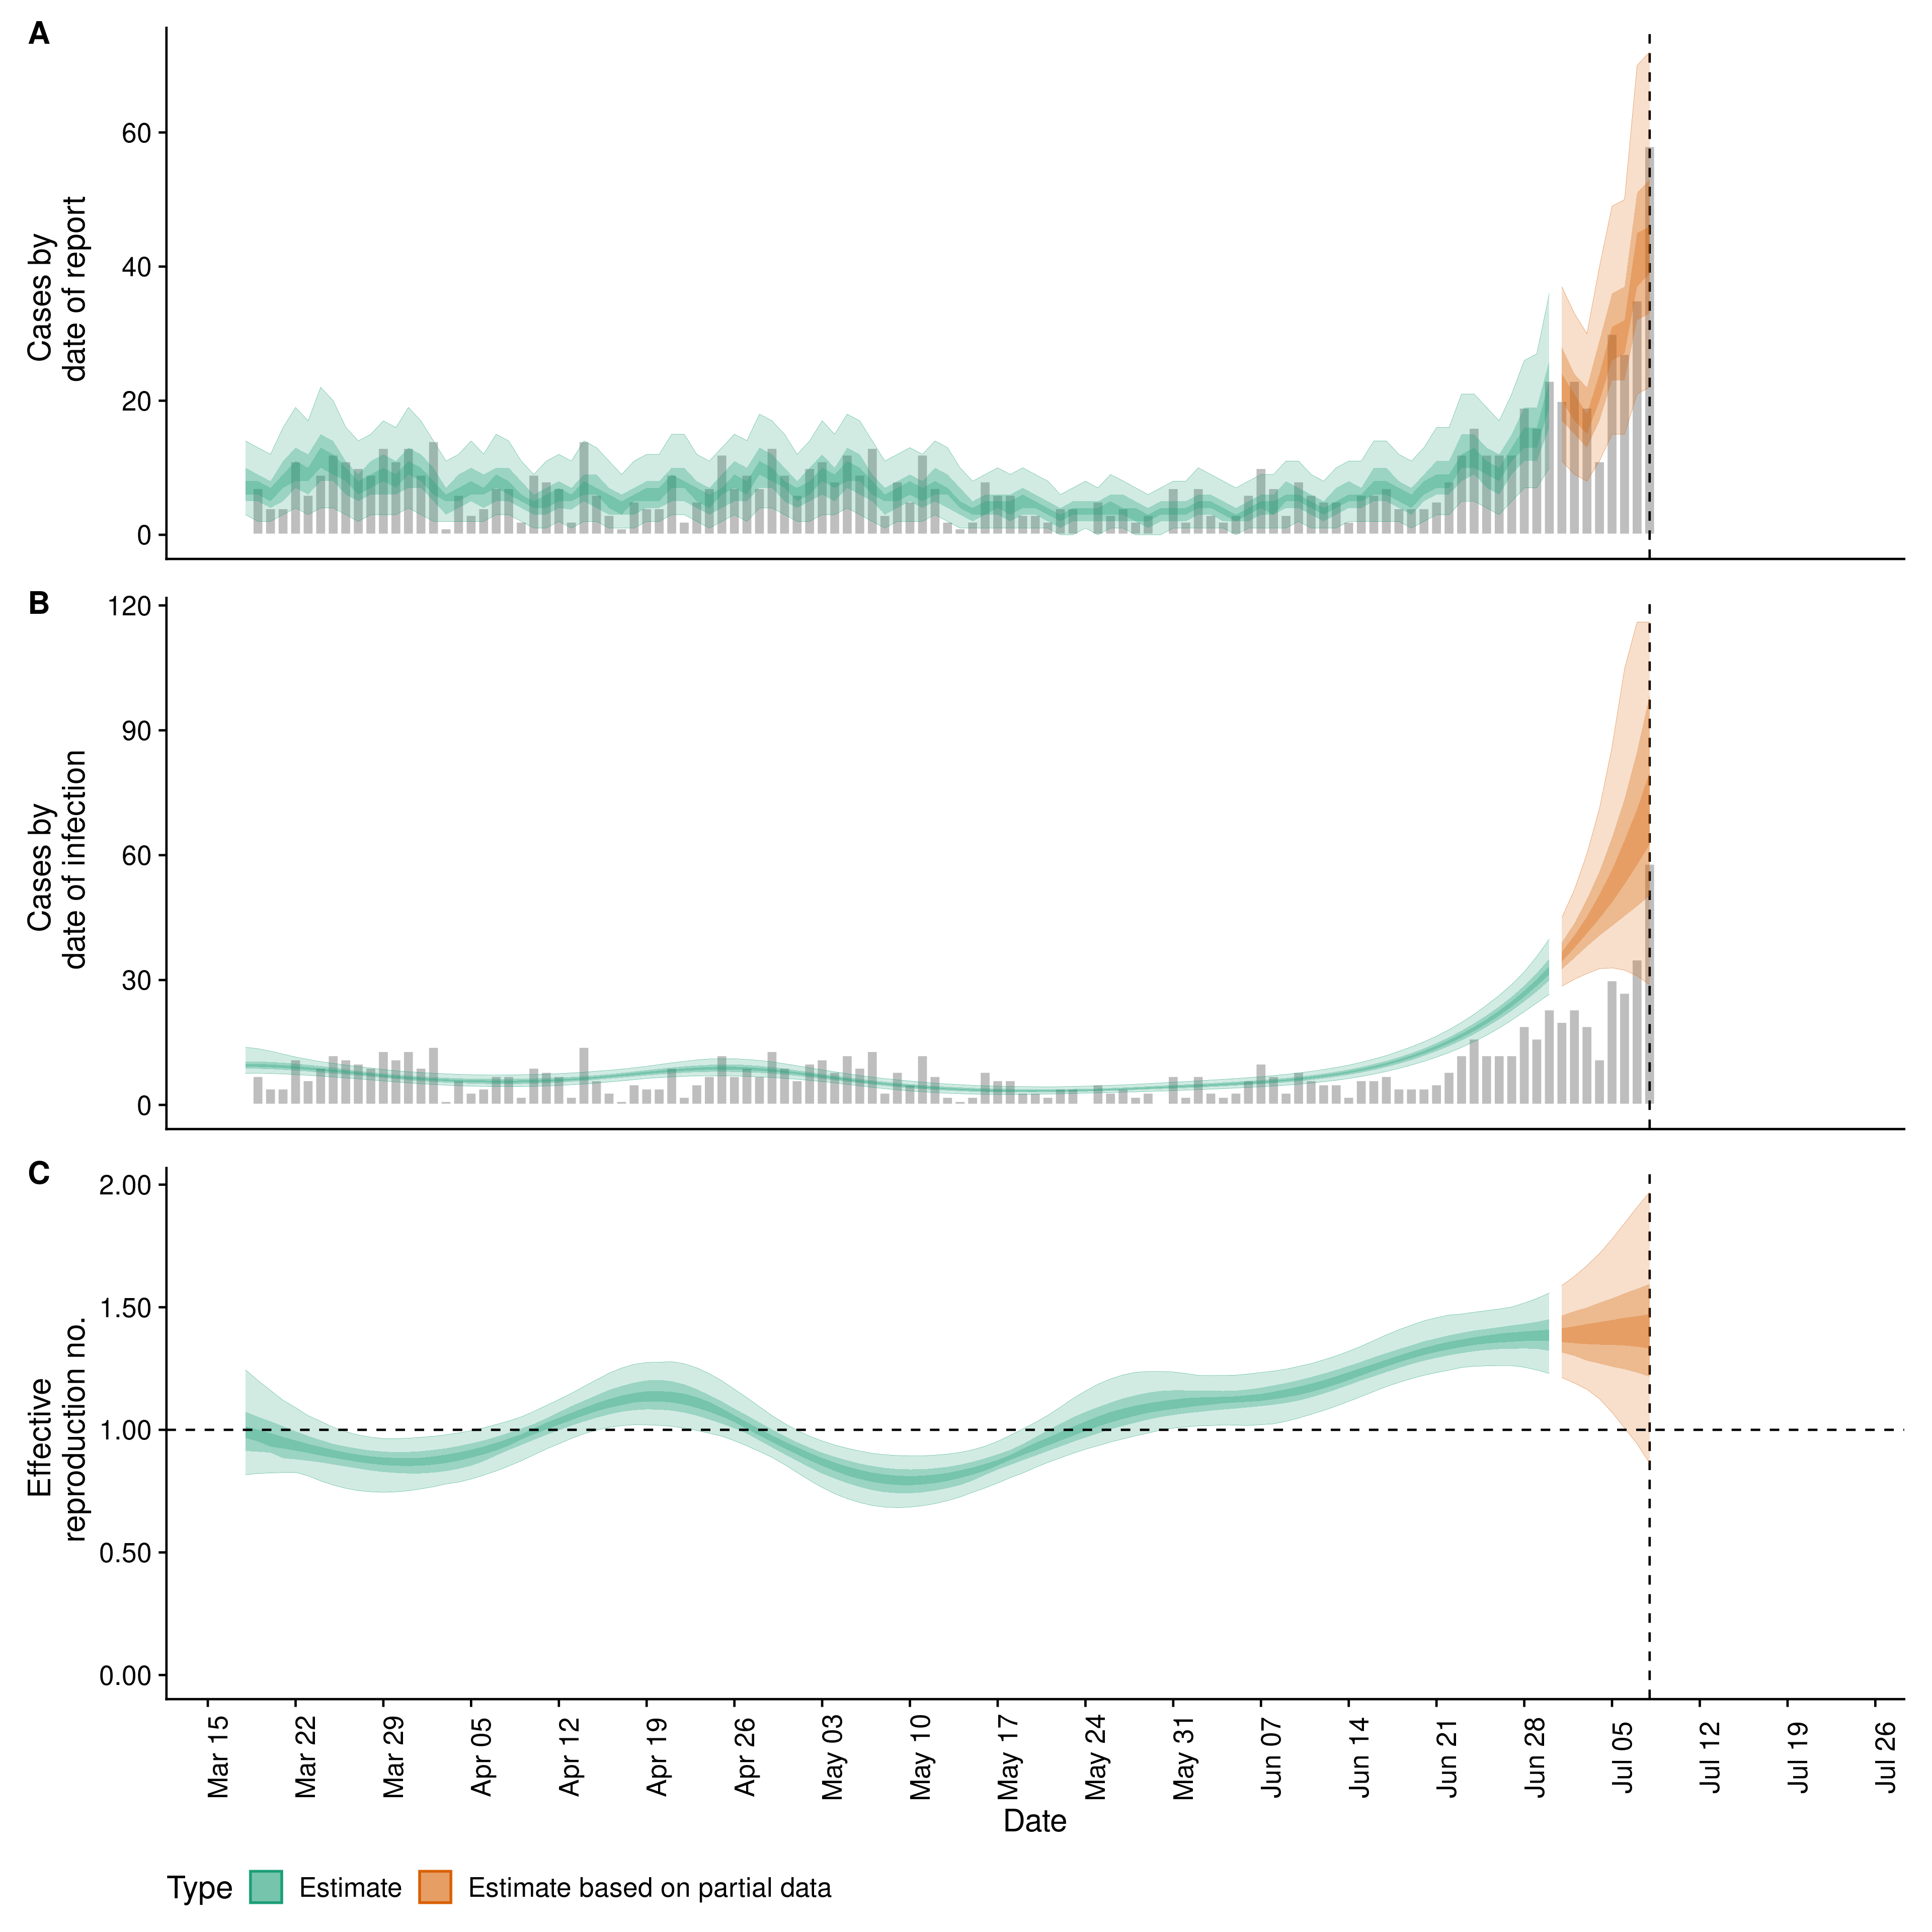 A
Cases by
date of report
60
40
20
0
B
Cases by
date of infection
120
90
60
30
0
C
Effective
reproduction no.
2.00
1.50
1.00
0.50
0.00
Mar 15
Mar 22
Mar 29
Apr 05
Apr 12
Apr 19
Apr 26
May 03
May 10
May 17
May 24
May 31
Jun 07
Jun 14
Jun 21
Jun 28
Jul 05
Jul 12
Jul 19
Jul 26
Date
Type Estimate Estimate based on partial data